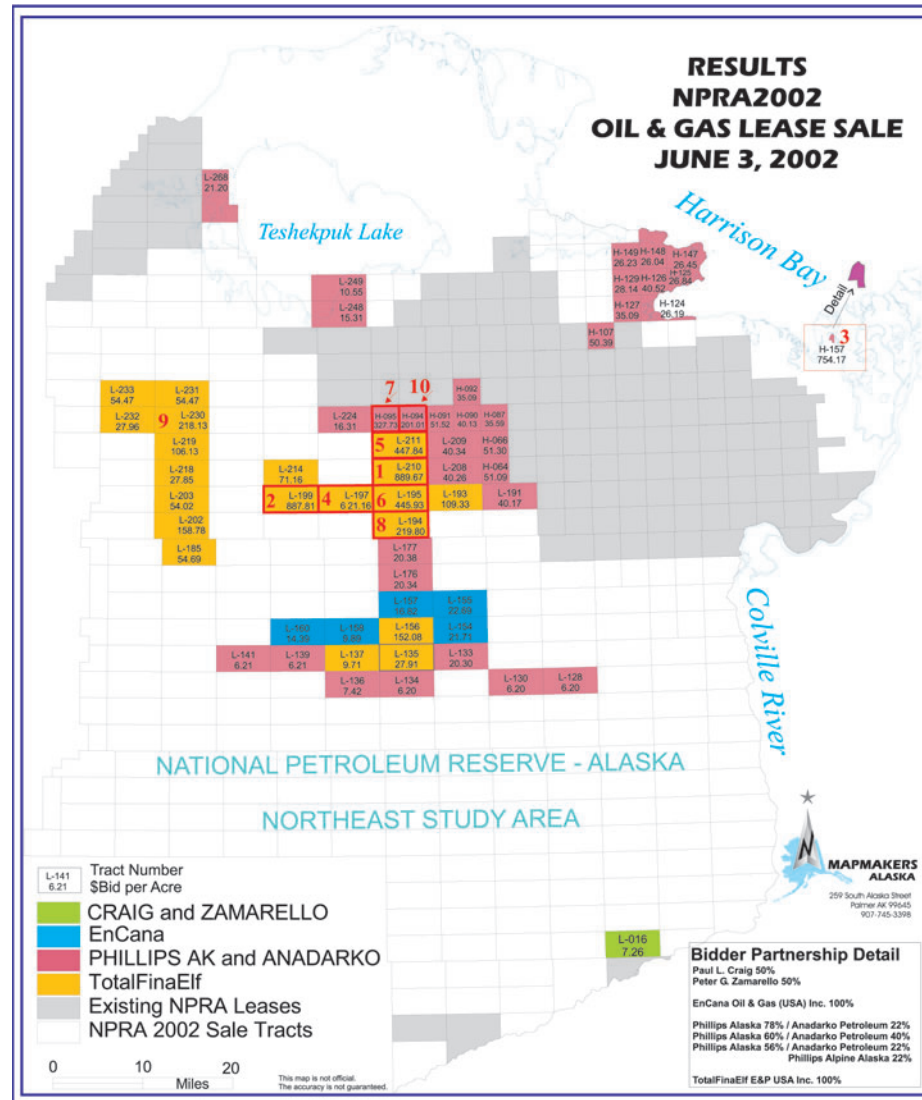 RESULTS
NPRA2002
OIL & GAS LEASE SALE
JUNE 3, 2002
L-268
21.20
Teshekpuk Lake
Harrison Bay
H-149 H-148 H-147
26.23 26.04 26.45
H-129 H-126 H-125
28.14 40.52 26.84
H-127 H-124
35.09 26.19
Detail
3
H-157
754.17
L-249
10.55
L-248
15.31
H-107
50.39
7 10
H-092
35.09
L-233 L-231
54.47 54.47
L-232 9 L-230
27.96 218.13
L-224 H-095 H-094 H-091 H-090 H-087
16.31 327.73 201.01 51.52 40.13 35.59
L-219
106.13
5 L-211 L-209 H-066
447.84 40.34 51.30
L-218
27.85
L-214
71.16
1 L-210 L-208 H-064
889.67 40.26 51.09
L-203
54.02
2 L-199 4 L-197 6 L-195 L-193 L-191
887.81 6 21.16 445.93 109.33 40.17
L-202
158.78
8 L-194
219.80
L-185
54.69
L-177
20.38
L-176
20.34
L-157 L-155
16.82 22.59
L-160 L-159 L-156 L-154
14.39 5.89 152.08 21.71
L-141 L-139 L-137 L-135 L-133
6.21 6.21 9.71 27.91 20.30
L-136 L-134 L-130 L-128
7.42 6.20 6.20 6.20
Colville River
NATIONAL PETROLEUM RESERVE - ALASKA
NORTHEAST STUDY AREA
N
MAPMAKERS
ALASKA
259 South Alaska Street
Palmer AK 99645
907-745-3398
L-141 Tract Number
6.21 $Bid per Acre
CRAIG and ZAMARELLO
EnCana
PHILLIPS AK and ANADARKO
TotalFinaElf
Existing NPRA Leases
NPRA 2002 Sale Tracts
0 10 20
Miles
This map is not official.
The accuracy is not guaranteed.
L-016
7.26
Bidder Partnership Detail
Paul L. Craig 50%
Peter G. Zamarello 50%
EnCana Oil & Gas (USA) Inc. 100%
Phillips Alaska 78% / Anadarko Petroleum 22%
Phillips Alaska 60% / Anadarko Petroleum 40%
Phillips Alaska 56% / Anadarko Petroleum 22%
Phillips Alpine Alaska 22%
TotalFinaElf E&P USA Inc. 100%